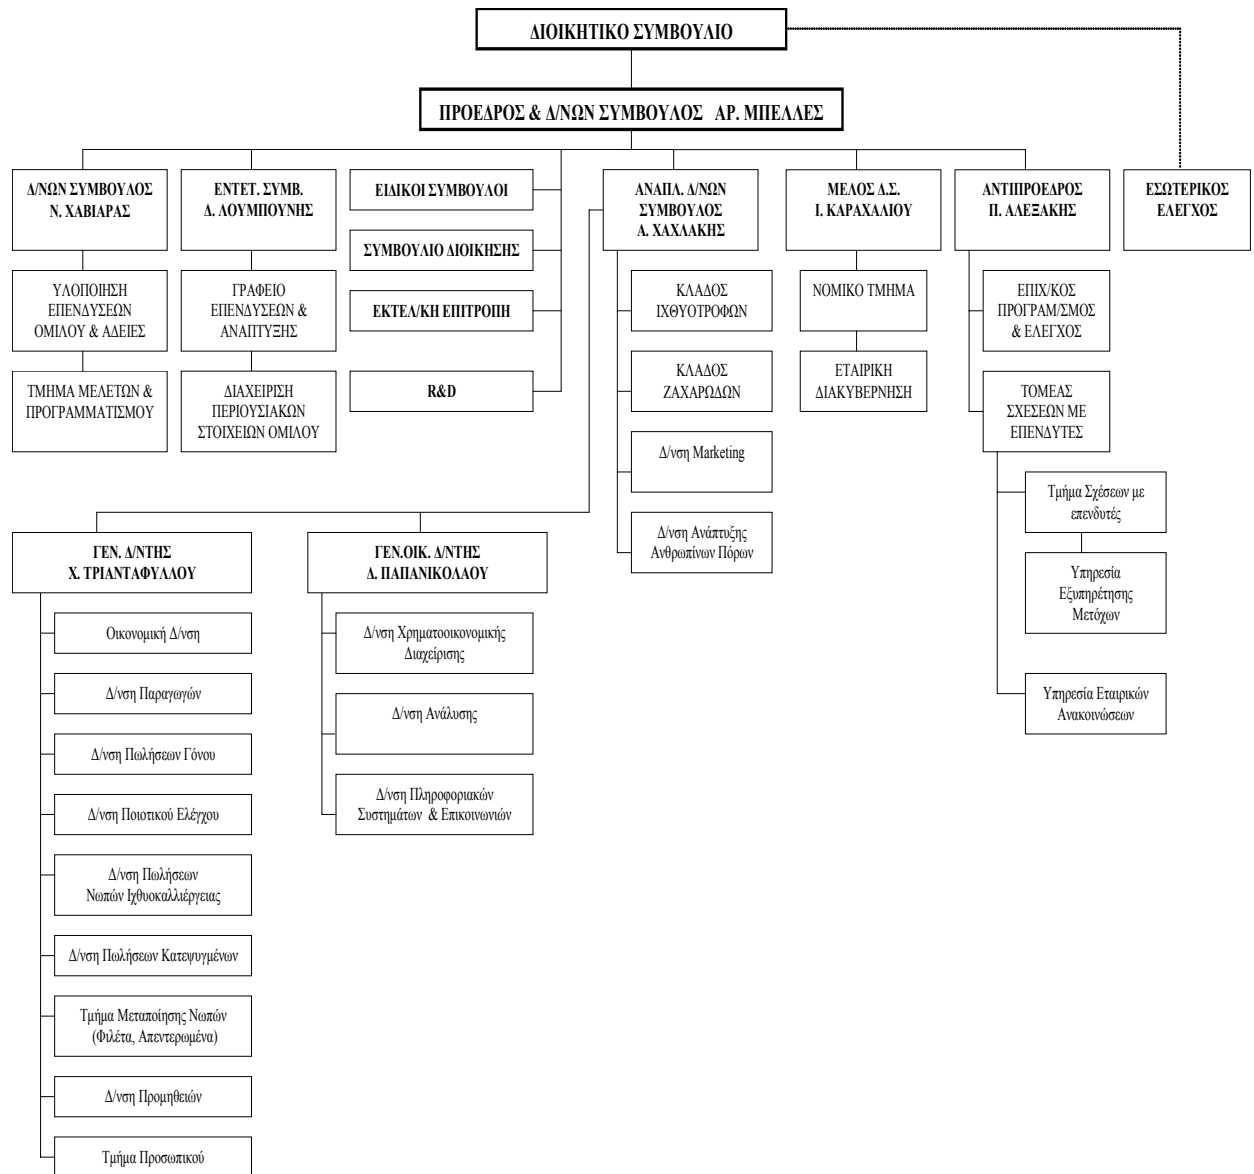 ΔΙΟΙΚΗΤΙΚΟ ΣΥΜΒΟΥΛΙΟ
ΠΡΟΕΔΡΟΣ & Δ/ΝΩΝ ΣΥΜΒΟΥΛΟΣ ΑΡ. ΜΠΕΛΛΕΣ
Δ/ΝΩΝ ΣΥΜΒΟΥΛΟΣ
Ν. ΧΑΒΙΑΡΑΣ
ΥΛΟΠΟΙΗΣΗ
ΕΠΕΝΔΥΣΕΩΝ
ΟΜΙΛΟΥ & ΑΔΕΙΕΣ
ΤΜΗΜΑ ΜΕΛΕΤΩΝ &
ΠΡΟΓΡΑΜΜΑΤΙΣΜΟΥ
ΕΝΤΕΤ. ΣΥΜΒ.
Δ. ΛΟΥΜΠΟΥΝΗΣ
ΓΡΑΦΕΙΟ
ΕΠΕΝΔΥΣΕΩΝ &
ΑΝΑΠΤΥΞΗΣ
ΔΙΑΧΕΙΡΙΣΗ
ΠΕΡΙΟΥΣΙΑΚΩΝ
ΣΤΟΙΧΕΙΩΝ ΟΜΙΛΟΥ
ΕΙΔΙΚΟΙ ΣΥΜΒΟΥΛΟΙ
ΣΥΜΒΟΥΛΙΟ ΔΙΟΙΚΗΣΗΣ
ΕΚΤΕΛ/ΚΗ ΕΠΙΤΡΟΠΗ
R&D
ΑΝΑΠΛ. Δ/ΝΩΝ
ΣΥΜΒΟΥΛΟΣ
Α. ΧΑΧΛΑΚΗΣ
ΚΛΑΔΟΣ
ΙΧΘΥΟΤΡΟΦΩΝ
ΚΛΑΔΟΣ
ΖΑΧΑΡΩΔΩΝ
Δ/νση Marketing
Δ/νση Ανάπτυξης
Ανθρωπίνων Πόρων
ΜΕΛΟΣ Δ.Σ.
Ι. ΚΑΡΑΧΑΛΙΟΥ
ΝΟΜΙΚΟ ΤΜΗΜΑ
ΕΤΑΙΡΙΚΗ
ΔΙΑΚΥΒΕΡΝΗΣΗ
ΑΝΤΙΠΡΟΕΔΡΟΣ
Π. ΑΛΕΞΑΚΗΣ
ΕΠΙΧ/ΚΟΣ
ΠΡΟΓΡΑΜ/ΣΜΟΣ
& ΕΛΕΓΧΟΣ
ΤΟΜΕΑΣ
ΣΧΕΣΕΩΝ ΜΕ
ΕΠΕΝΔΥΤΕΣ
Τμήμα Σχέσεων με
επενδυτές
Υπηρεσία
Εξυπηρέτησης
Μετόχων
Υπηρεσία Εταιρικών
Ανακοινώσεων
ΕΣΩΤΕΡΙΚΟΣ
ΕΛΕΓΧΟΣ
ΓΕΝ. Δ/ΝΤΗΣ
Χ. ΤΡΙΑΝΤΑΦΥΛΛΟΥ
Οικονομική Δ/νση
Δ/νση Παραγωγών
Δ/νση Πωλήσεων Γόνου
Δ/νση Ποιοτικού Ελέγχου
Δ/νση Πωλήσεων
Νωπών Ιχθυοκαλλιέργειας
Δ/νση Πωλήσεων Κατεψυγμένων
Τμήμα Μεταποίησης Νωπών
(Φιλέτα, Απεντερωμένα)
Δ/νση Προμηθειών
Τμήμα Προσωπικού
ΓΕΝ.ΟΙΚ. Δ/ΝΤΗΣ
Δ. ΠΑΠΑΝΙΚΟΛΑΟΥ
Δ/νση Χρηματοοικονομικής
Διαχείρισης
Δ/νση Ανάλυσης
Δ/νση Πληροφοριακών
Συστημάτων & Επικοινωνιών